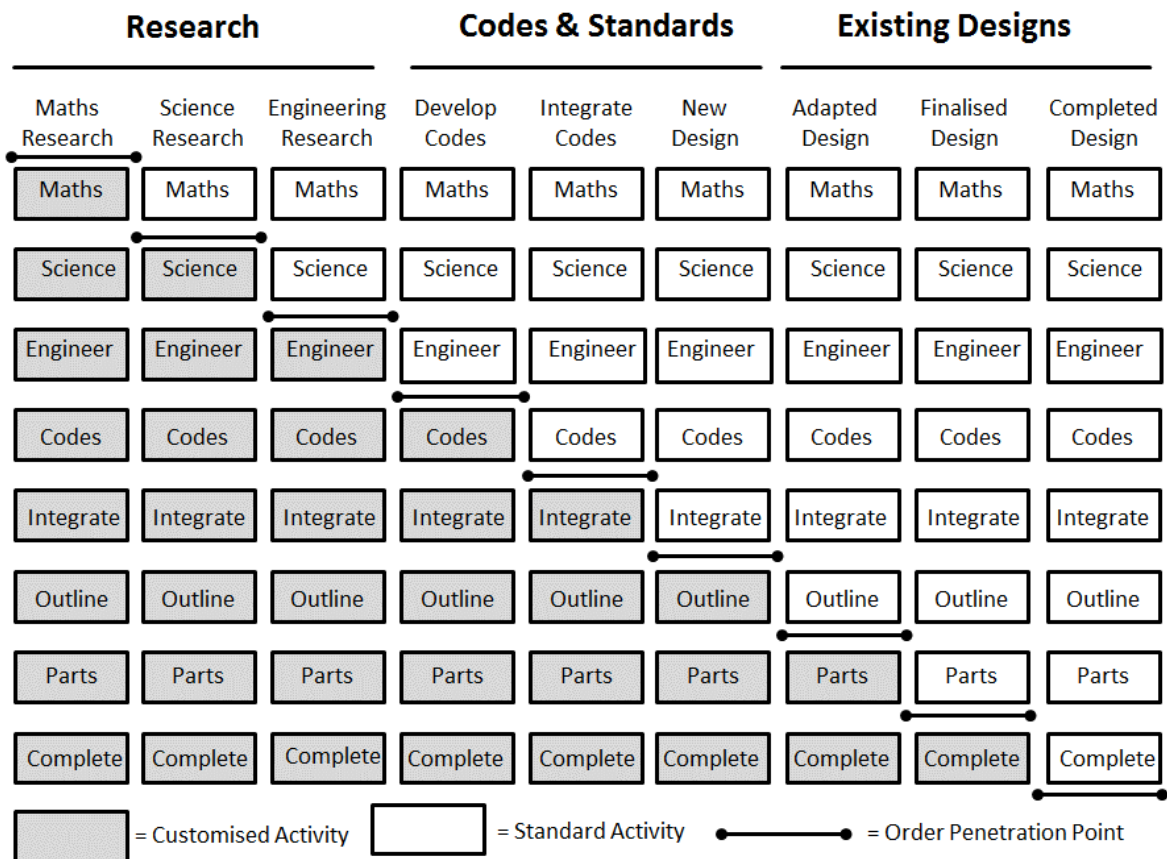 Research Codes & Standards Existing Designs
Maths Science Engineering Develop Integrate New Adapted Finalised Completed
Research Research Research Codes Codes Design Design Design Design
Maths Maths Maths Maths Maths Maths Maths Maths Maths
Science Science Science Science Science Science Science Science Science
Engineer Engineer Engineer Engineer Engineer Engineer Engineer Engineer Engineer
Codes Codes Codes Codes Codes Codes Codes Codes Codes
Integrate Integrate Integrate Integrate Integrate Integrate Integrate Integrate Integrate
Outline Outline Outline Outline Outline Outline Outline Outline Outline
Parts Parts Parts Parts Parts Parts Parts Parts Parts
Complete Complete Complete Complete Complete Complete Complete Complete Complete
= Customised Activity = Standard Activity = Order Penetration Point